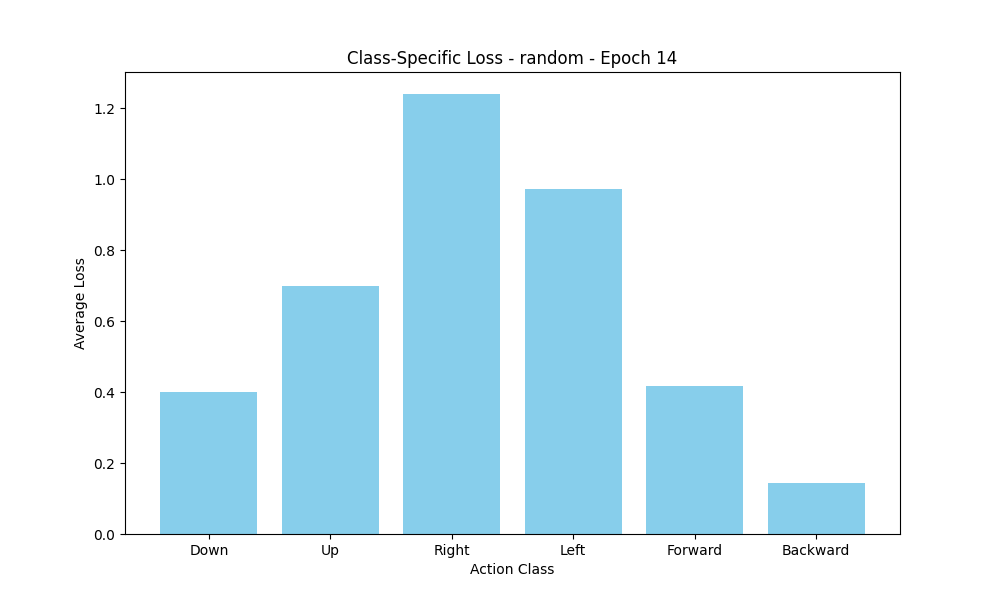 Class-Specific Loss - random - Epoch 14
Average Loss
1.2
1.0
0.8
0.6
0.4
0.2
0.0
Down Up Right Left Forward Backward
Action Class